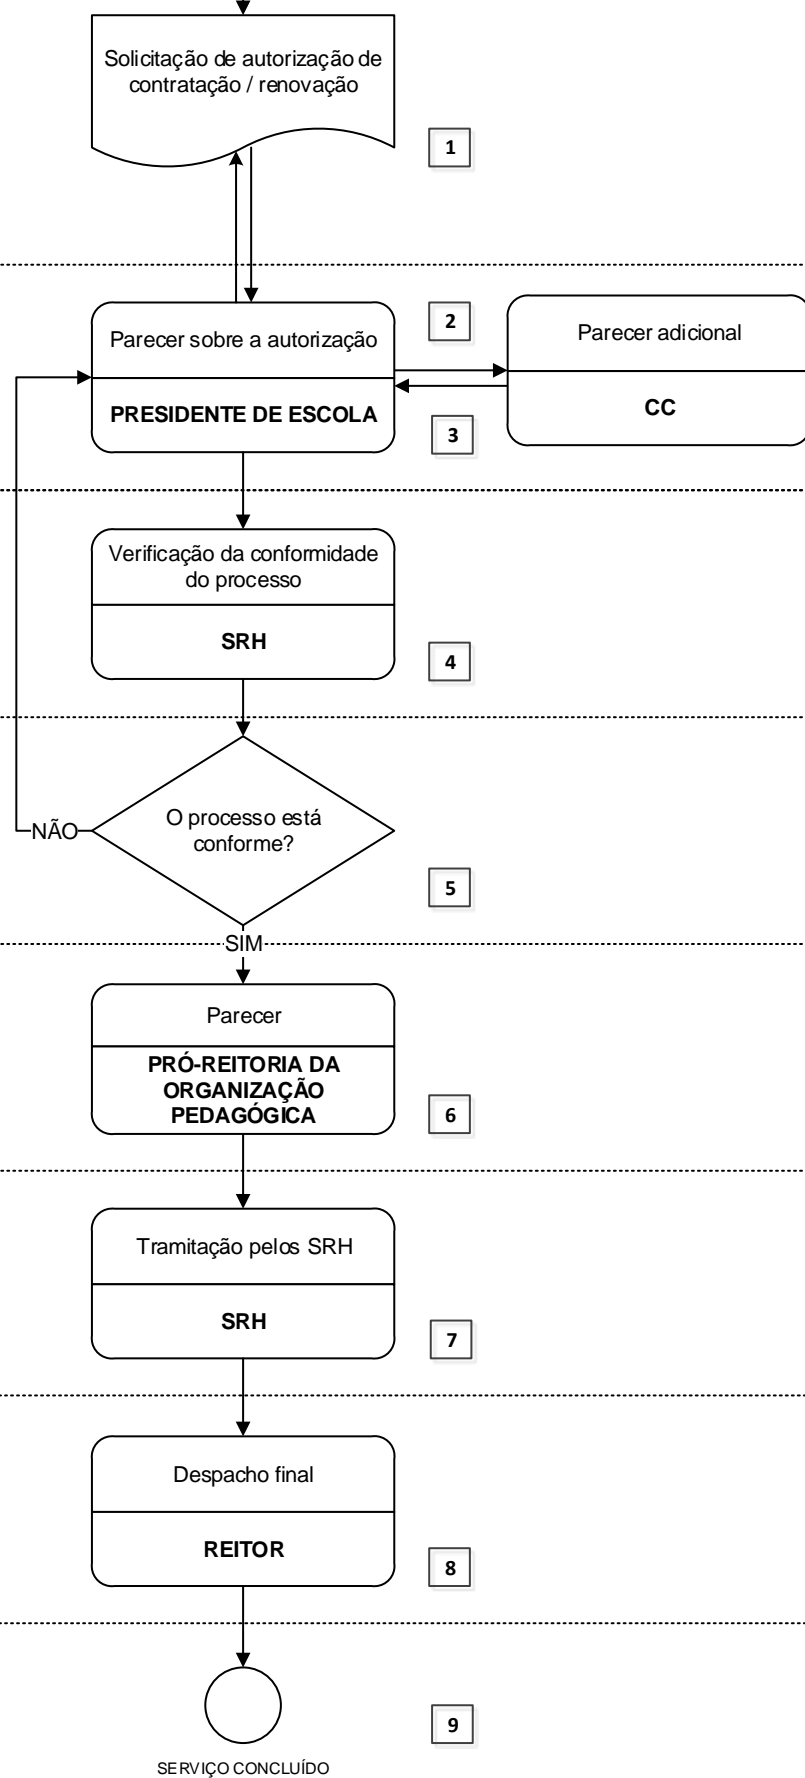 Solicitação de autorização de
contratação / renovação
1
2
Parecer sobre a autorização
PRESIDENTE DE ESCOLA
Parecer adicional
CC
3
Verificação da conformidade
do processo
SRH
4
O processo está
conforme?
NÃO
5
SIM
Parecer
PRÓ-REITORIA DA
ORGANIZAÇÃO
PEDAGÓGICA
6
Tramitação pelos SRH
SRH
7
Despacho final
REITOR
8
9
SERVIÇO CONCLUÍDO